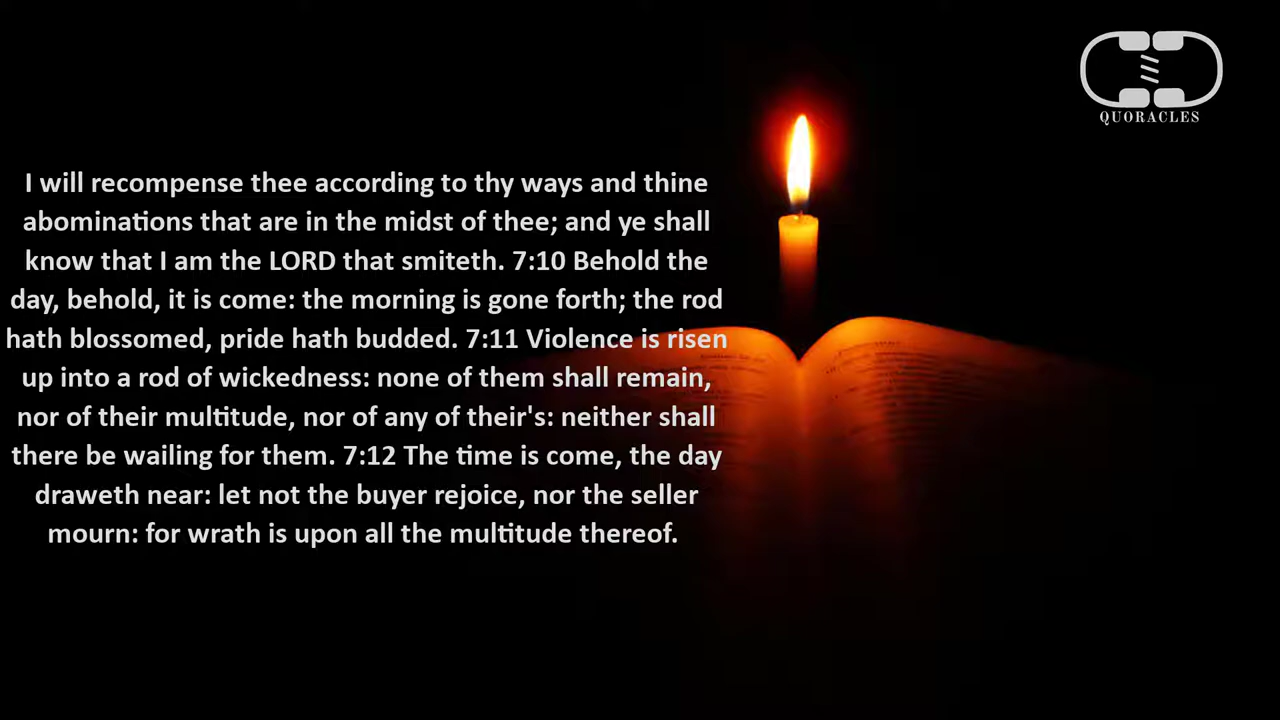 QUORACLES
I will recompense thee according to thy ways and thine
abominations that are in the midst of thee; and ye shall
know that I am the LORD that smiteth. 7:10 Behold the
day, behold, it is come: the morning is gone forth; the rod
hath blossomed, pride hath budded. 7:11 Violence is risen
up into a rod of wickedness: none of them shall remain,
nor of their multitude, nor of any of their's: neither shall
there be wailing for them. 7:12 The time is come, the day
draweth near: let not the buyer rejoice, nor the seller
mourn: for wrath is upon all the multitude thereof.